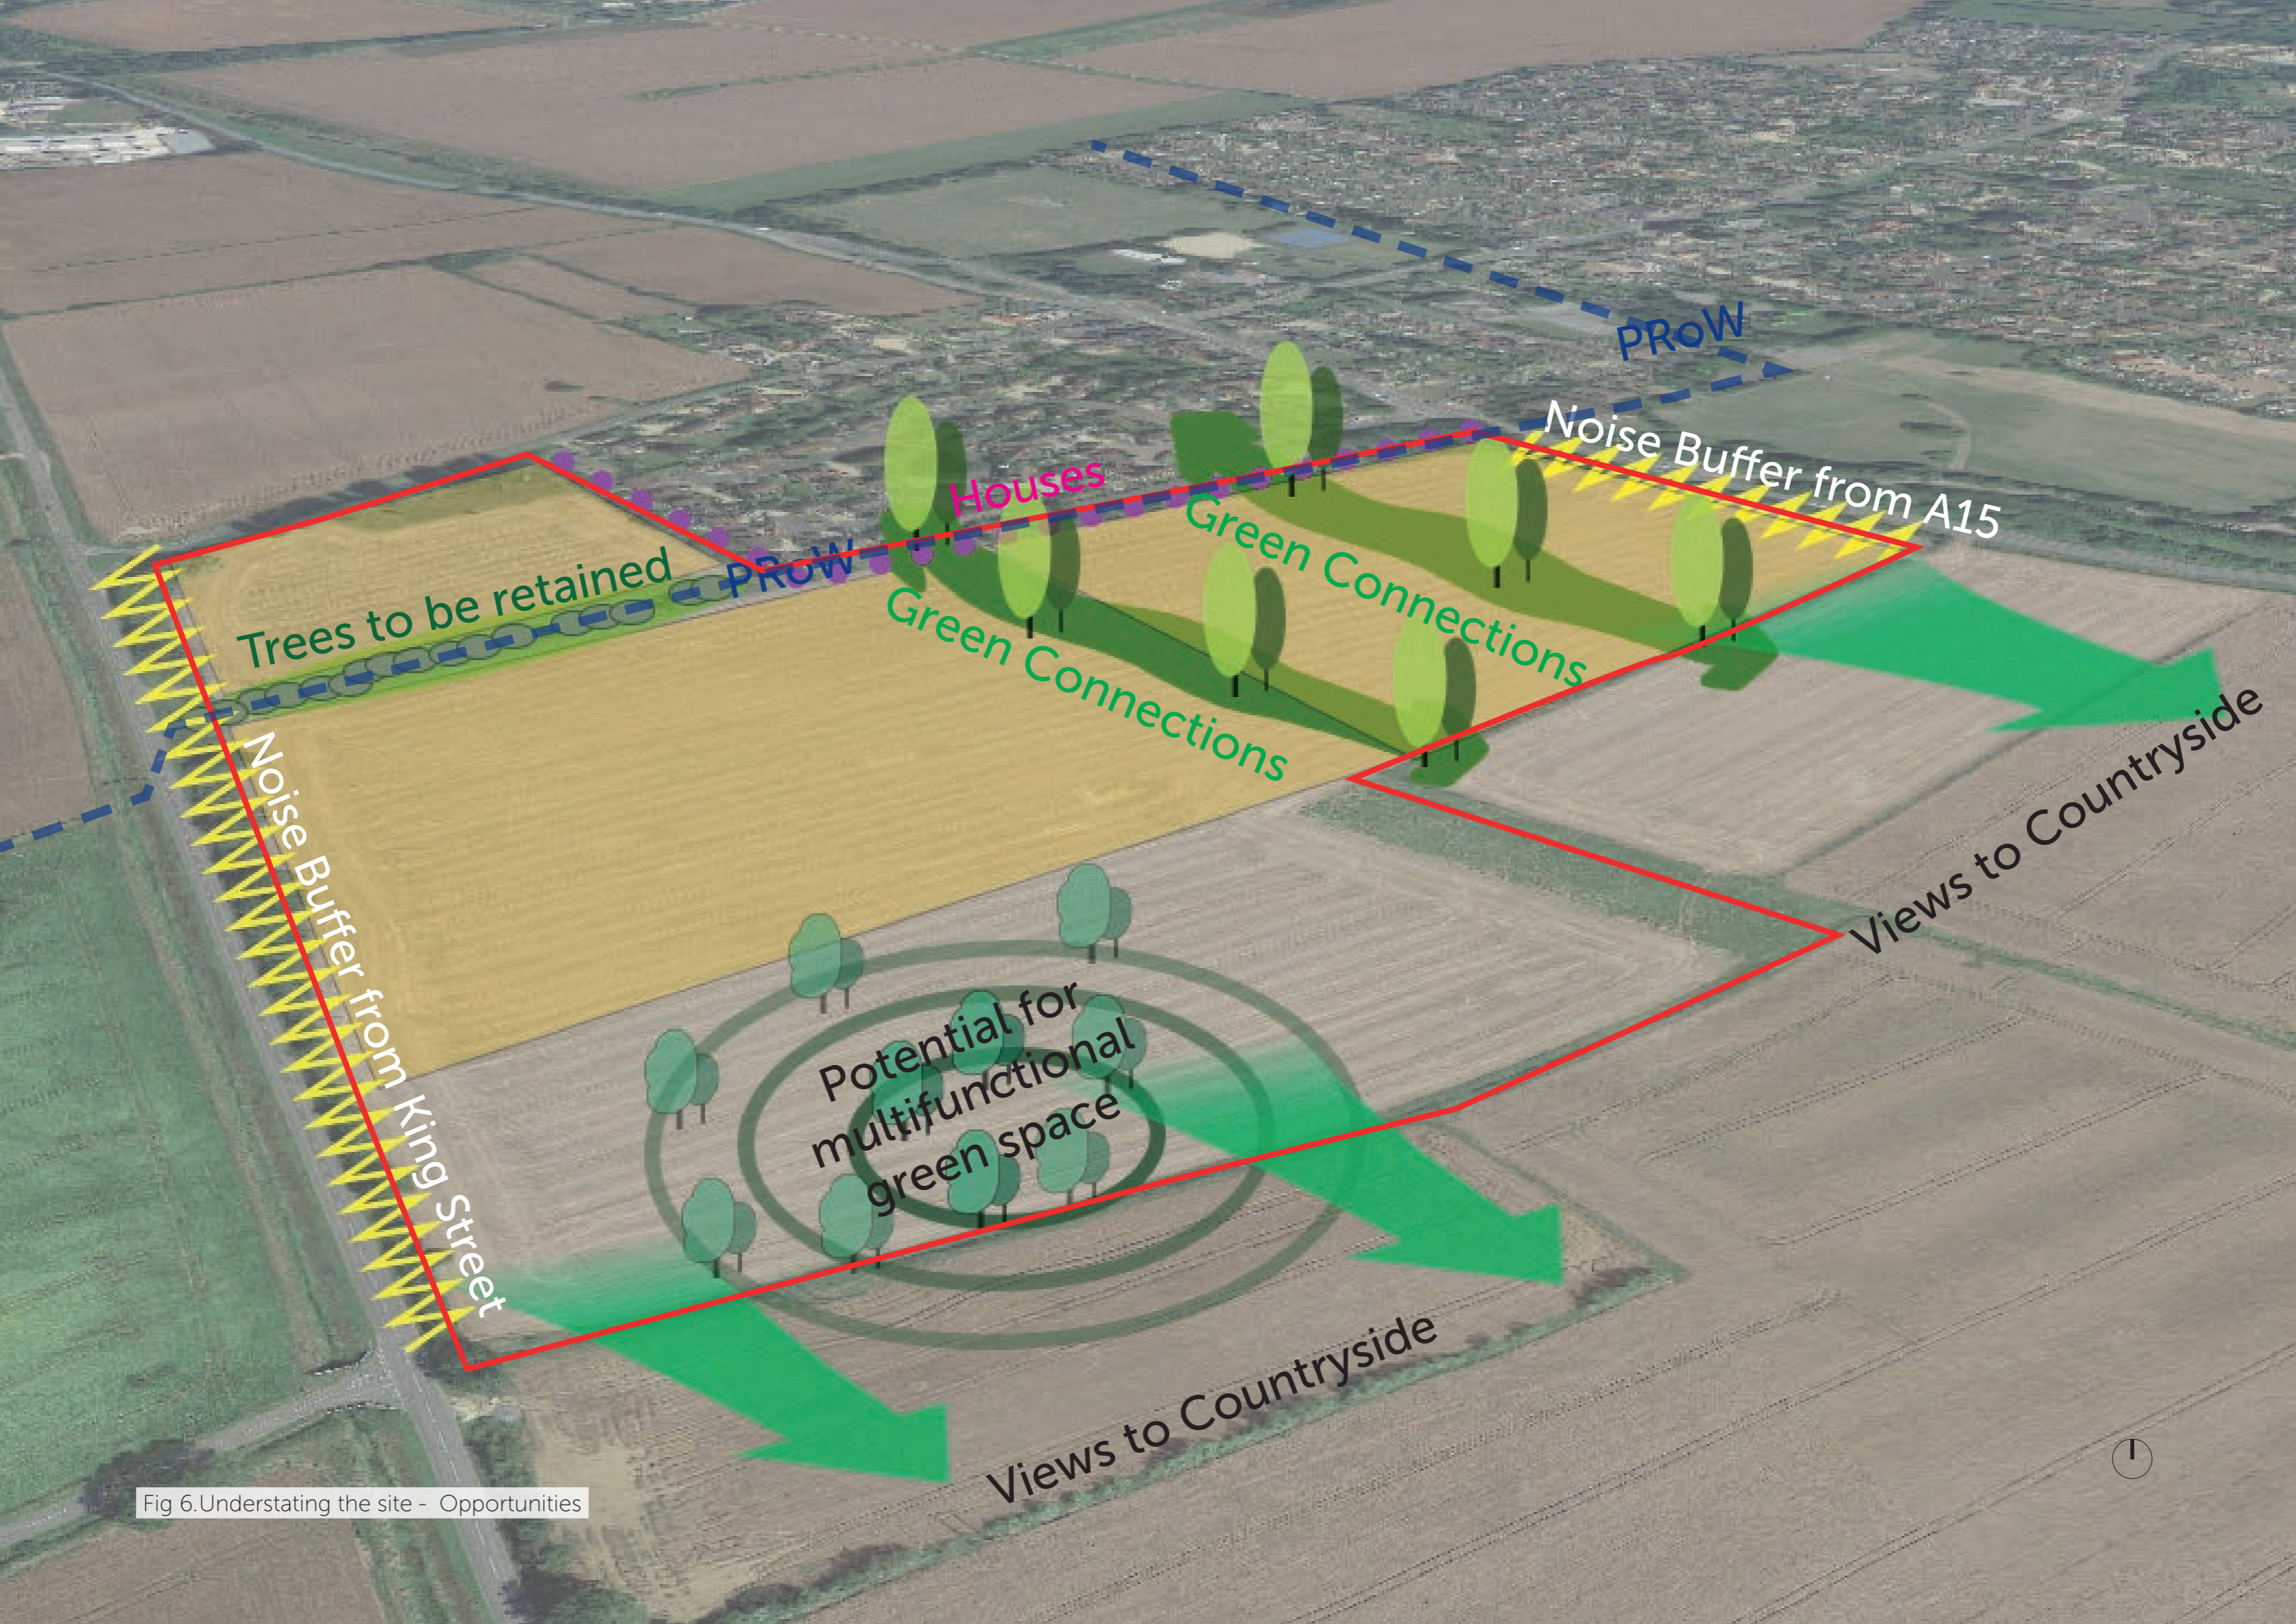 PRoW
Noise Buffer from A15
Houses
Green Connections
PRoW
Trees to be retained
Green Connections
Views to Countryside
Noise Buffer from King Street
Potential for
multifunctional
green space
Views to Countryside
Fig 6.Understating the site - Opportunities